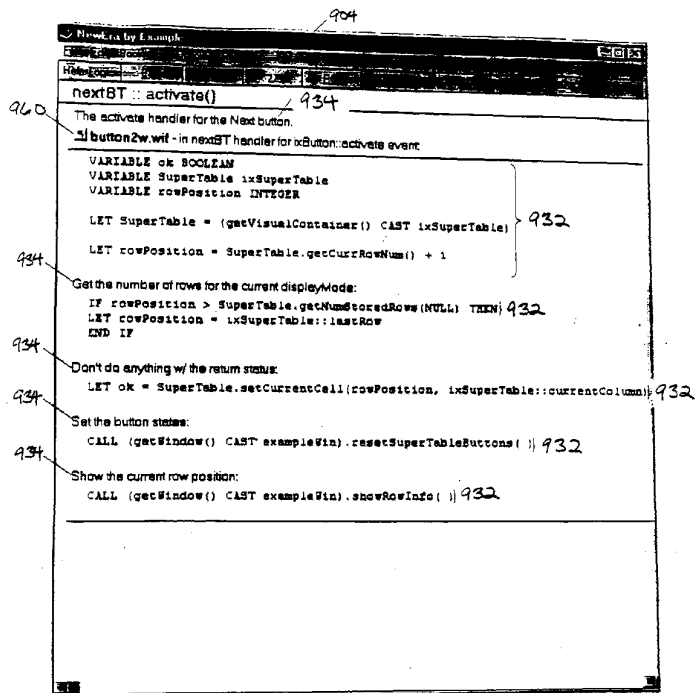 904
NewEra by Example
nextBT :: activate()
934
The activate handler for the Next button.
960
button2w.wif - in nextBT handler for ixButton::activate event:
VARIABLE ok BOOLEAN
VARIABLE SuperTable ixSuperTable
VARIABLE rowPosition INTEGER
LET SuperTable = (getVisualContainer() CAST ixSuperTable)
932
LET rowPosition = SuperTable.getCurrRowNum() + 1
934
Get the number of rows for the current displayMode:
IF rowPosition > SuperTable.getNumStoredRows(NULL) THEN
932
LET rowPosition = ixSuperTable::lastRow
END IF
934
Don't do anything w/ the return status:
LET ok = SuperTable.setCurrentCell(rowPosition, ixSuperTable::currentColumn)
932
934
Set the button states:
CALL (getWindow() CAST exampleWin).resetSuperTableButtons( )
932
934
Show the current row position:
CALL (getWindow() CAST exampleWin).showRowInfo( )
932